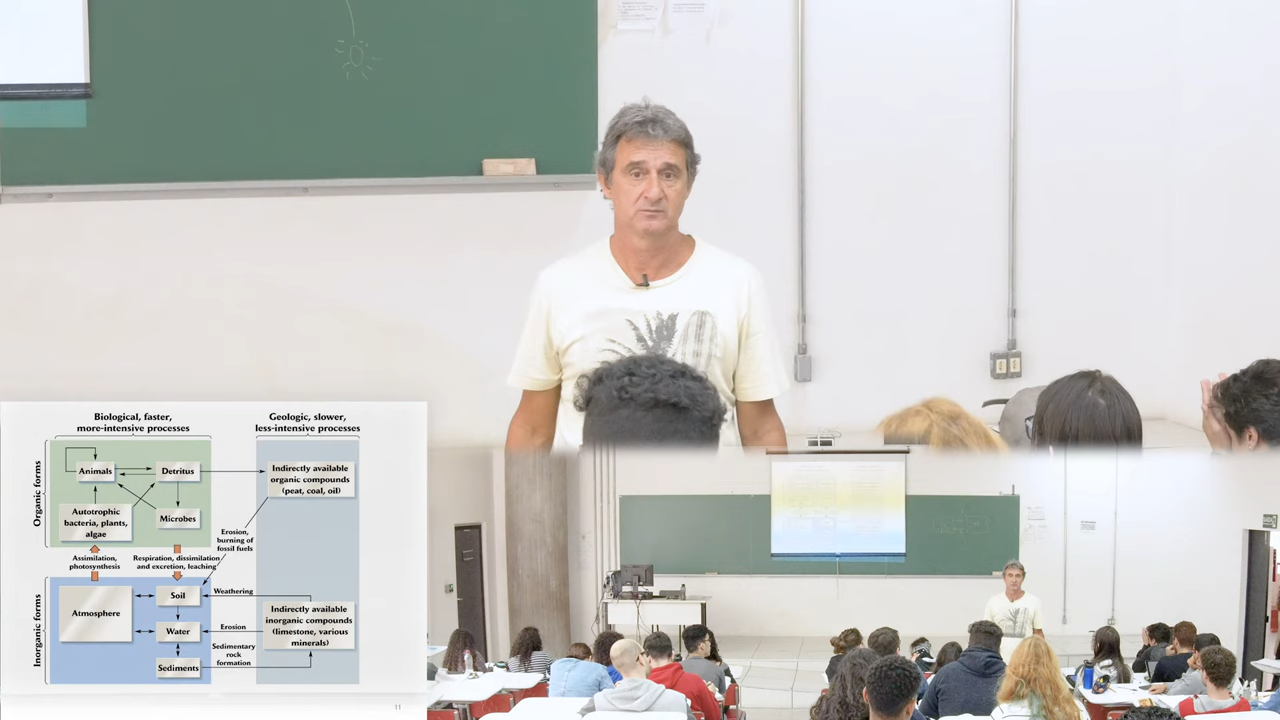 Biological, faster,
more-intensive processes
Geologic, slower,
less-intensive processes
Organic forms
Animals
Detritus
Indirectly available
organic compounds
(peat, coal, oil)
Autotrophic
bacteria, plants,
algae
Microbes
Erosion,
burning of
fossil fuels
Assimilation,
photosynthesis
Respiration, dissimilation
and excretion, leaching
Inorganic forms
Atmosphere
Soil
Weathering
Water
Erosion
Indirectly available
inorganic compounds
(limestone, various
minerals)
Sediments
Sedimentary
rock
formation
11